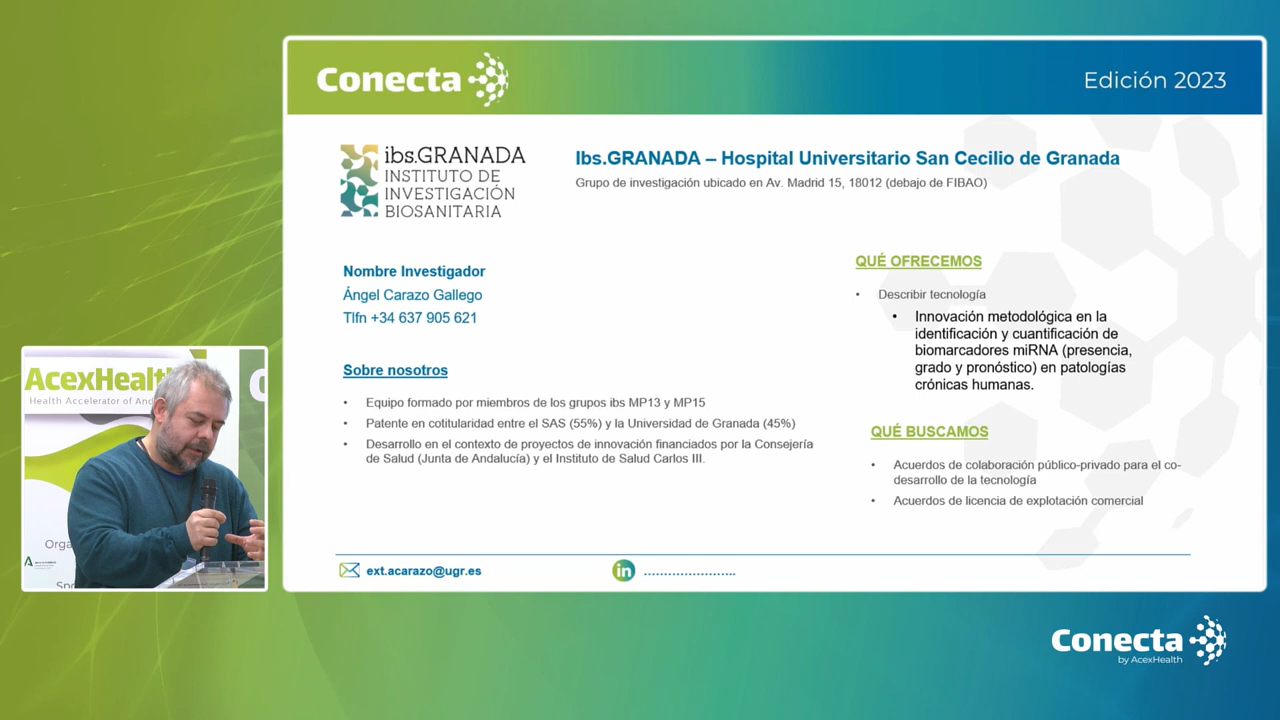 Conecta
Edición 2023
ibs.GRANADA
INSTITUTO DE
INVESTIGACIÓN
BIOSANITARIA
Ibs.GRANADA – Hospital Universitario San Cecilio de Granada
Grupo de investigación ubicado en Av. Madrid 15, 18012 (debajo de FIBAO)
Nombre Investigador
Ángel Carazo Gallego
Tlfn +34 637 905 621
Sobre nosotros
• Equipo formado por miembros de los grupos ibs MP13 y MP15
• Patente en cotitularidad entre el SAS (55%) y la Universidad de Granada (45%)
• Desarrollo en el contexto de proyectos de innovación financiados por la Consejería
de Salud (Junta de Andalucía) y el Instituto de Salud Carlos III.
QUÉ OFRECEMOS
• Describir tecnología
• Innovación metodológica en la
identificación y cuantificación de
biomarcadores miRNA (presencia,
grado y pronóstico) en patologías
crónicas humanas.
QUÉ BUSCAMOS
• Acuerdos de colaboración público-privado para el co-
desarrollo de la tecnología
• Acuerdos de licencia de explotación comercial
ext.acarazo@ugr.es
in ........................
AcexHealt
Health Accelerator of And
Orga
Spo
Conecta
by AcexHealth